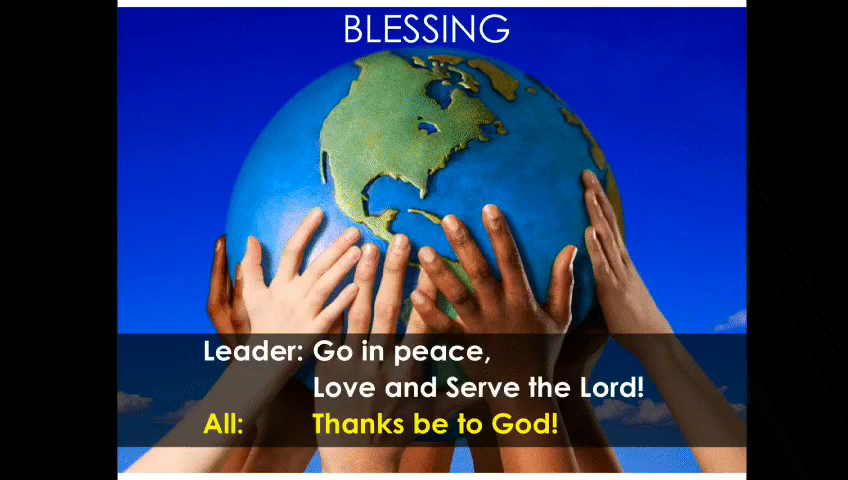 BLESSING
Leader: Go in peace,
Love and Serve the Lord!
All: Thanks be to God!